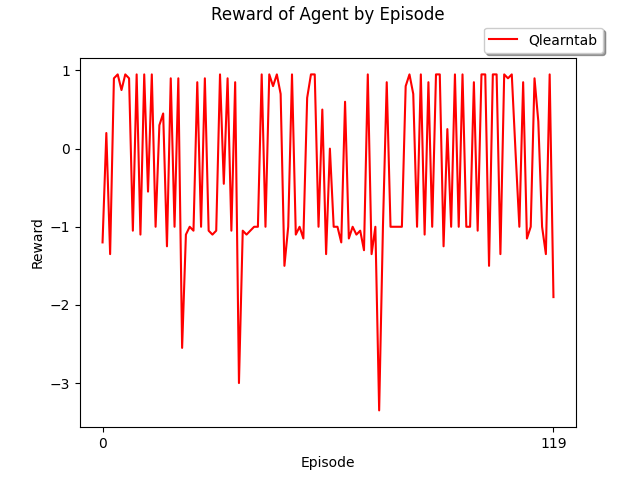 Reward of Agent by Episode
Qlearntab
1
0
−1
−2
−3
Reward
0
119
Episode